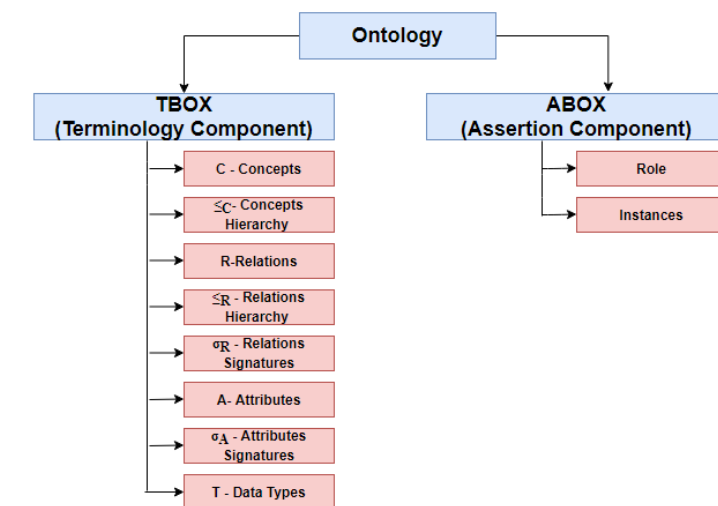 Ontology
TBOX
(Terminology Component)
C - Concepts
≤C- Concepts
Hierarchy
R-Relations
≤R - Relations
Hierarchy
σR - Relations
Signatures
A- Attributes
σA - Attributes
Signatures
T - Data Types
ABOX
(Assertion Component)
Role
Instances